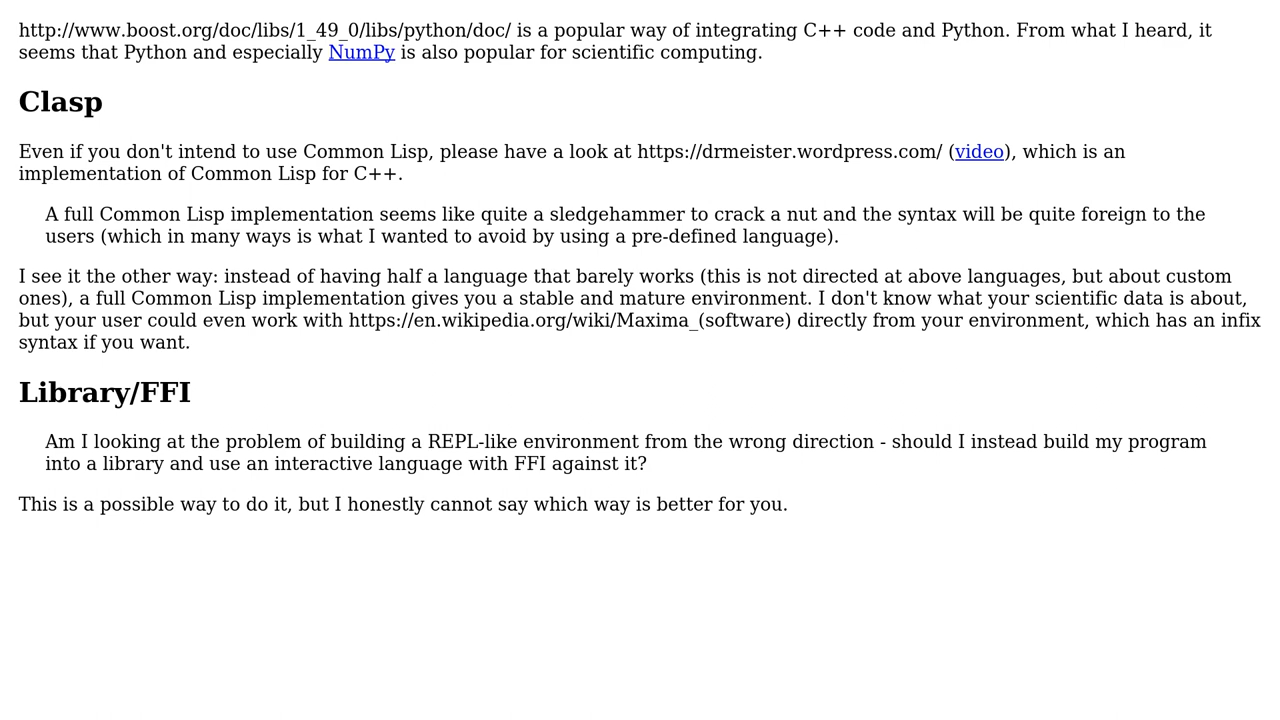 http://www.boost.org/doc/libs/1_49_0/libs/python/doc/ is a popular way of integrating C++ code and Python. From what I heard, it
seems that Python and especially NumPy is also popular for scientific computing.
Clasp
Even if you don't intend to use Common Lisp, please have a look at https://drmeister.wordpress.com/ (video), which is an
implementation of Common Lisp for C++.
A full Common Lisp implementation seems like quite a sledgehammer to crack a nut and the syntax will be quite foreign to the
users (which in many ways is what I wanted to avoid by using a pre-defined language).
I see it the other way: instead of having half a language that barely works (this is not directed at above languages, but about custom
ones), a full Common Lisp implementation gives you a stable and mature environment. I don't know what your scientific data is about,
but your user could even work with https://en.wikipedia.org/wiki/Maxima_(software) directly from your environment, which has an infix
syntax if you want.
Library/FFI
Am I looking at the problem of building a REPL-like environment from the wrong direction - should I instead build my program
into a library and use an interactive language with FFI against it?
This is a possible way to do it, but I honestly cannot say which way is better for you.